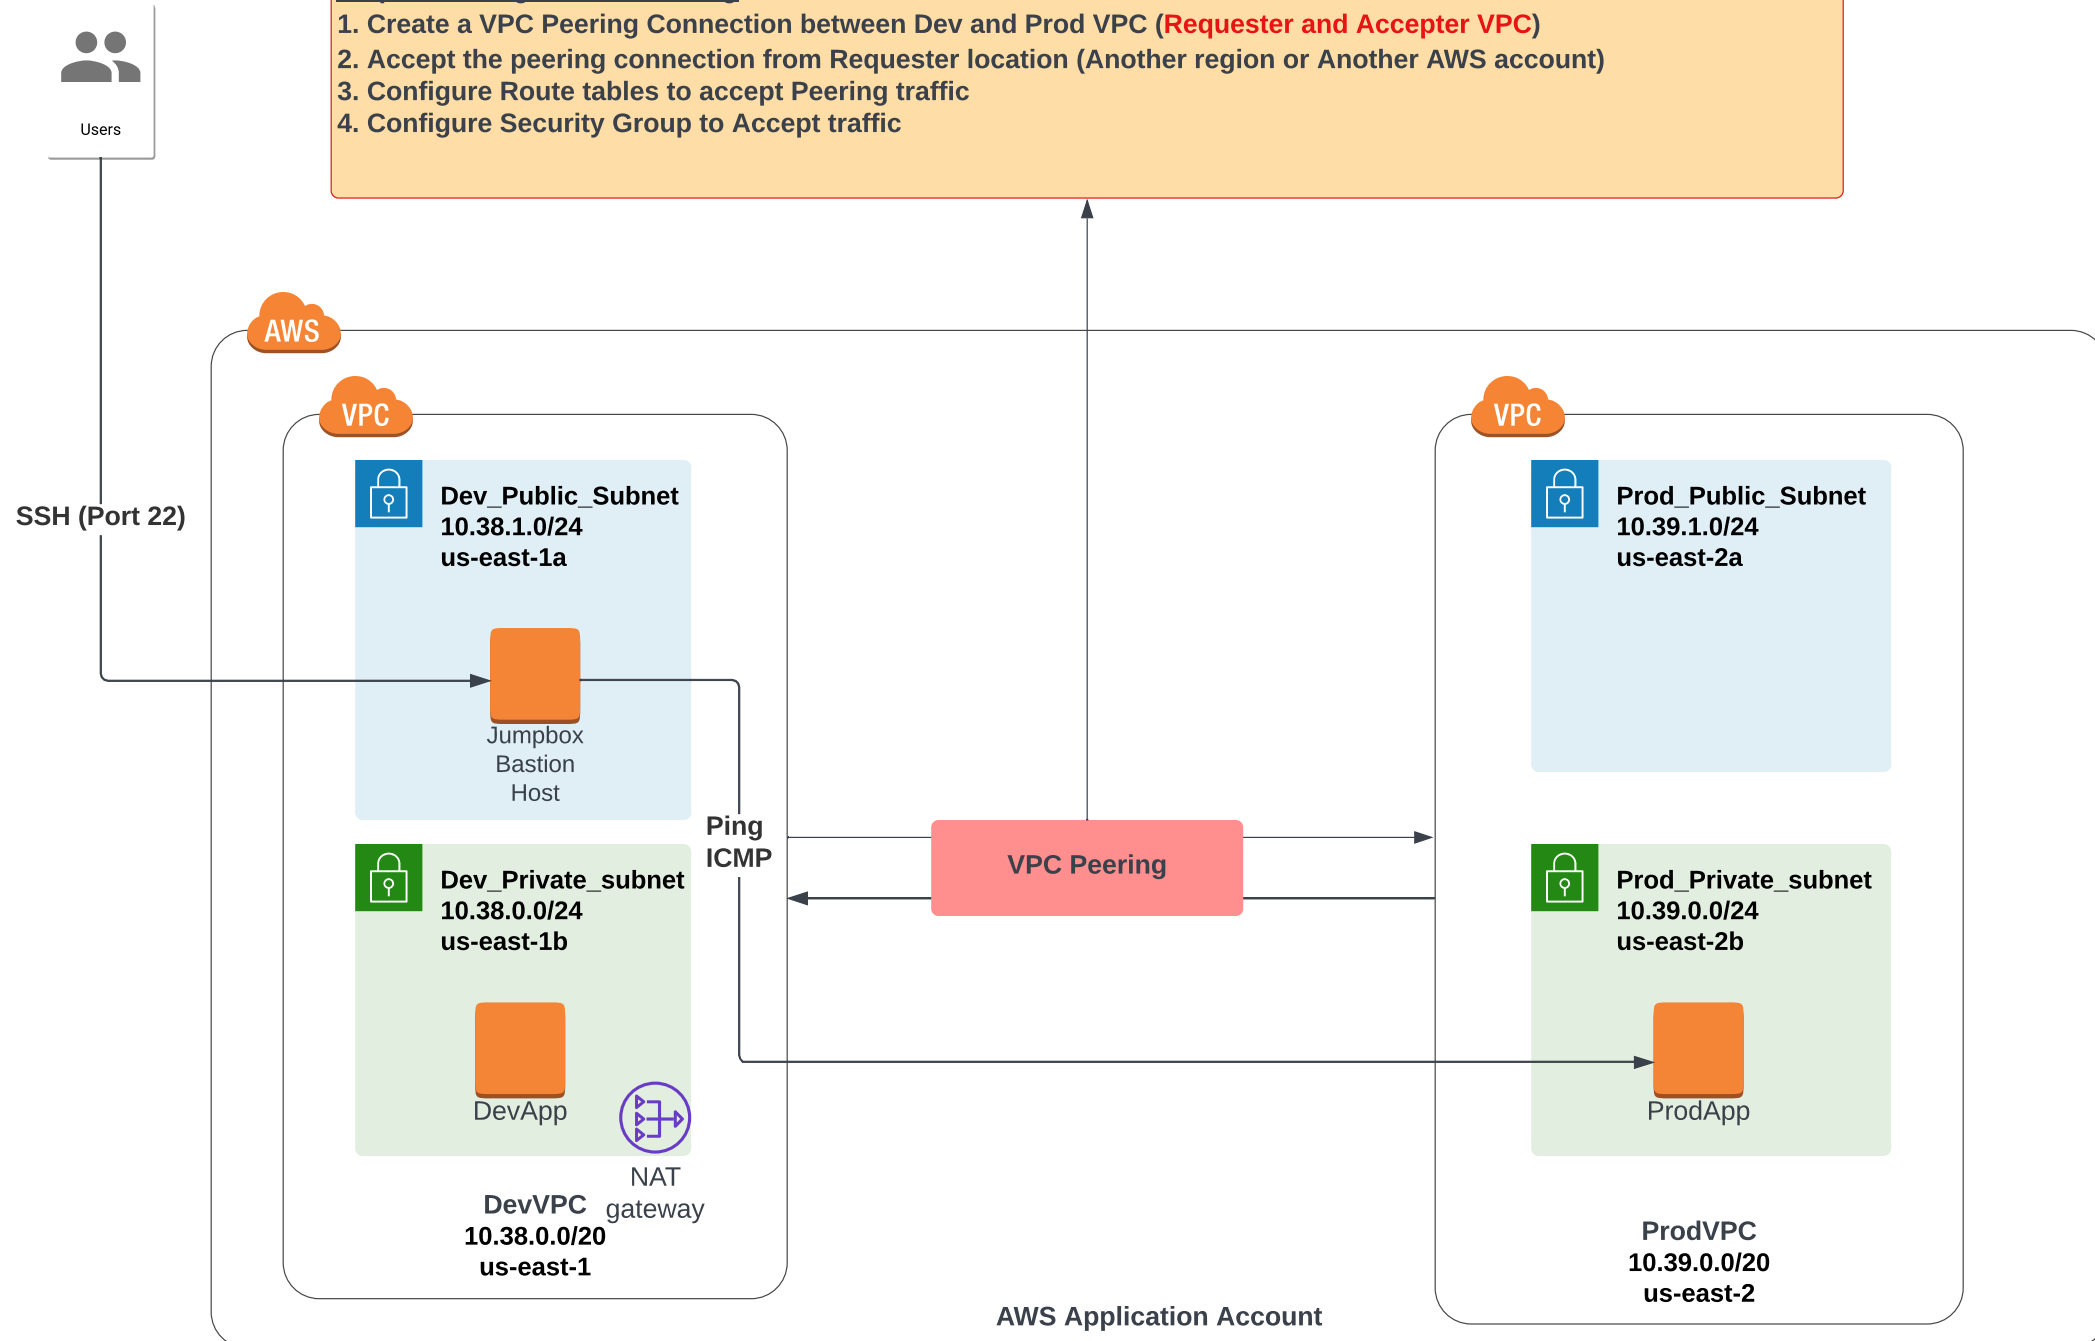 1. Create a VPC Peering Connection between Dev and Prod VPC (Requester and Accepter VPC)
2. Accept the peering connection from Requester location (Another region or Another AWS account)
3. Configure Route tables to accept Peering traffic
4. Configure Security Group to Accept traffic
Users
AWS
VPC
VPC
SSH (Port 22)
Dev_Public_Subnet
10.38.1.0/24
us-east-1a
Prod_Public_Subnet
10.39.1.0/24
us-east-2a
Jumpbox
Bastion
Host
Ping
ICMP
VPC Peering
Dev_Private_subnet
10.38.0.0/24
us-east-1b
Prod_Private_subnet
10.39.0.0/24
us-east-2b
DevApp
ProdApp
NAT
gateway
DevVPC
10.38.0.0/20
us-east-1
ProdVPC
10.39.0.0/20
us-east-2
AWS Application Account